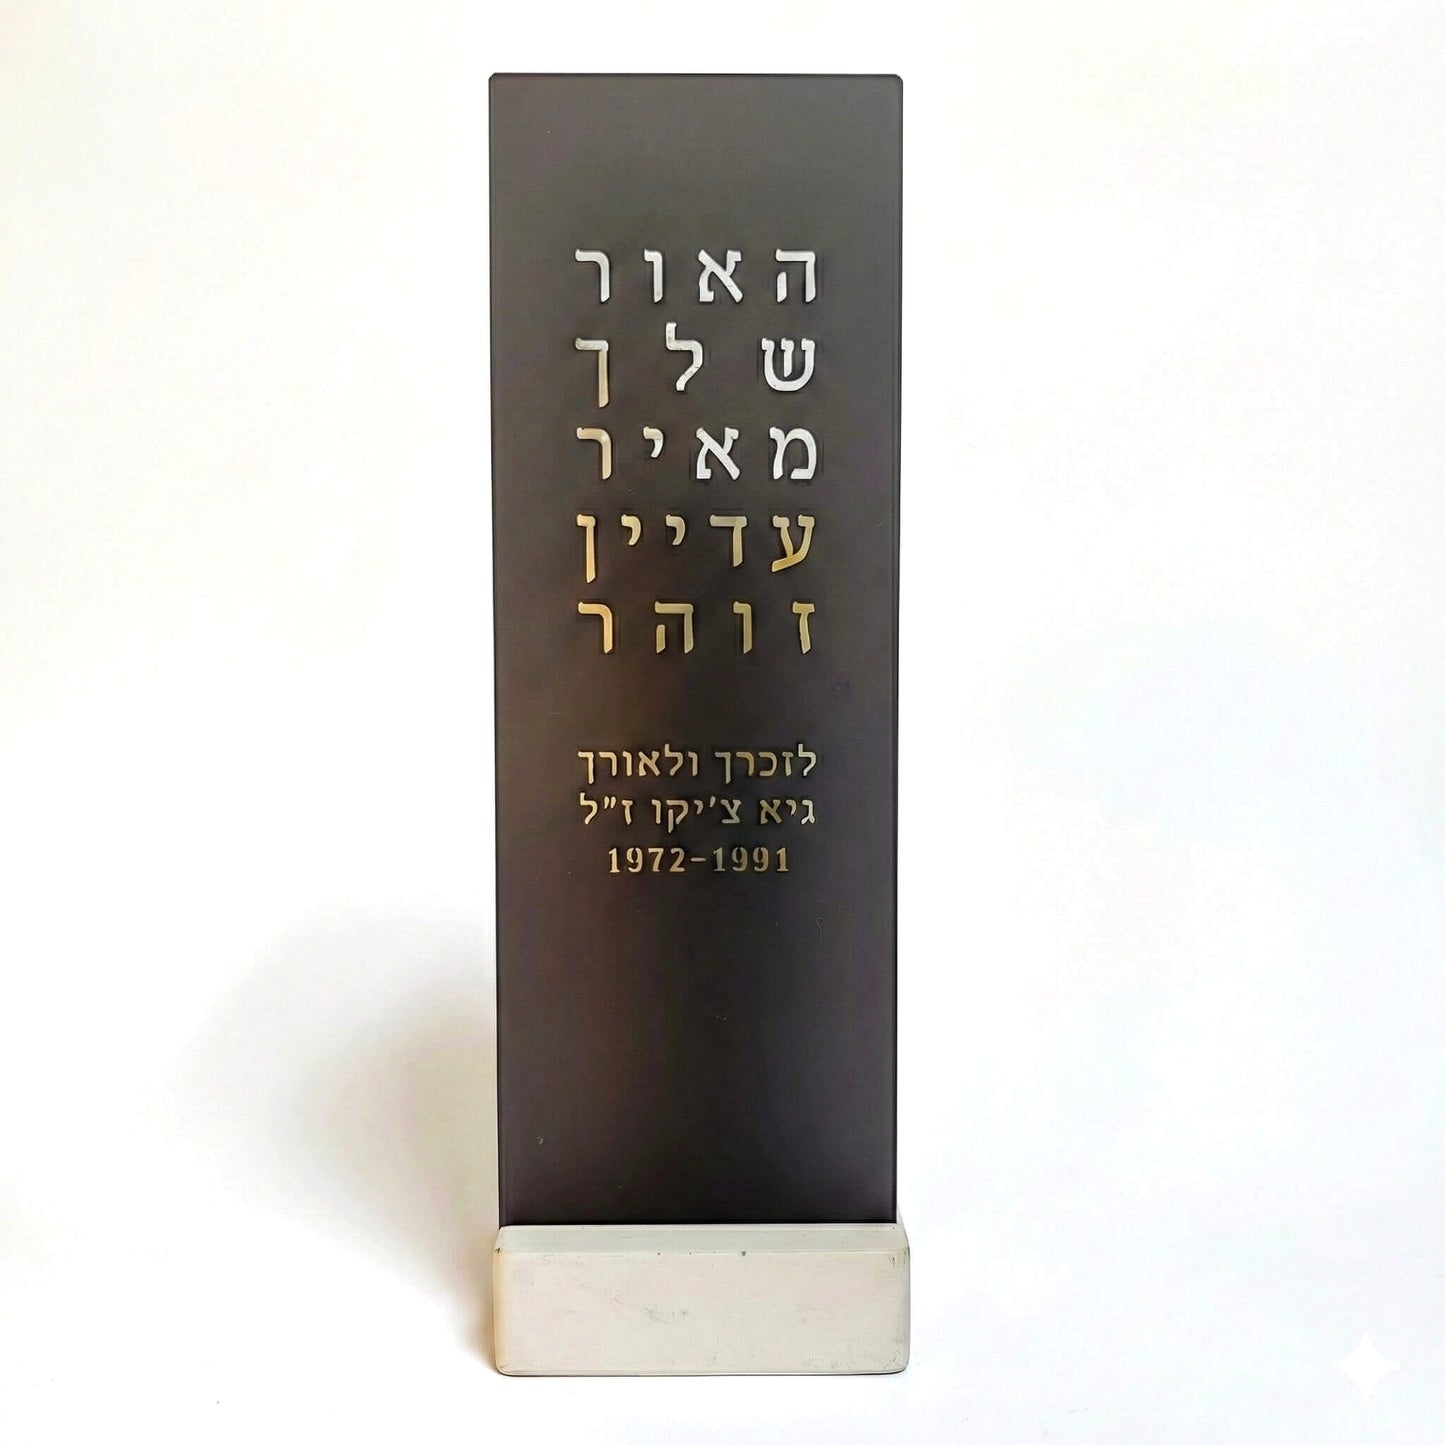 האור
שלך
מאיר
עדיין
זוהר
לזכרך ולאורך
גיא צ'יקו ז"ל
1972-1991